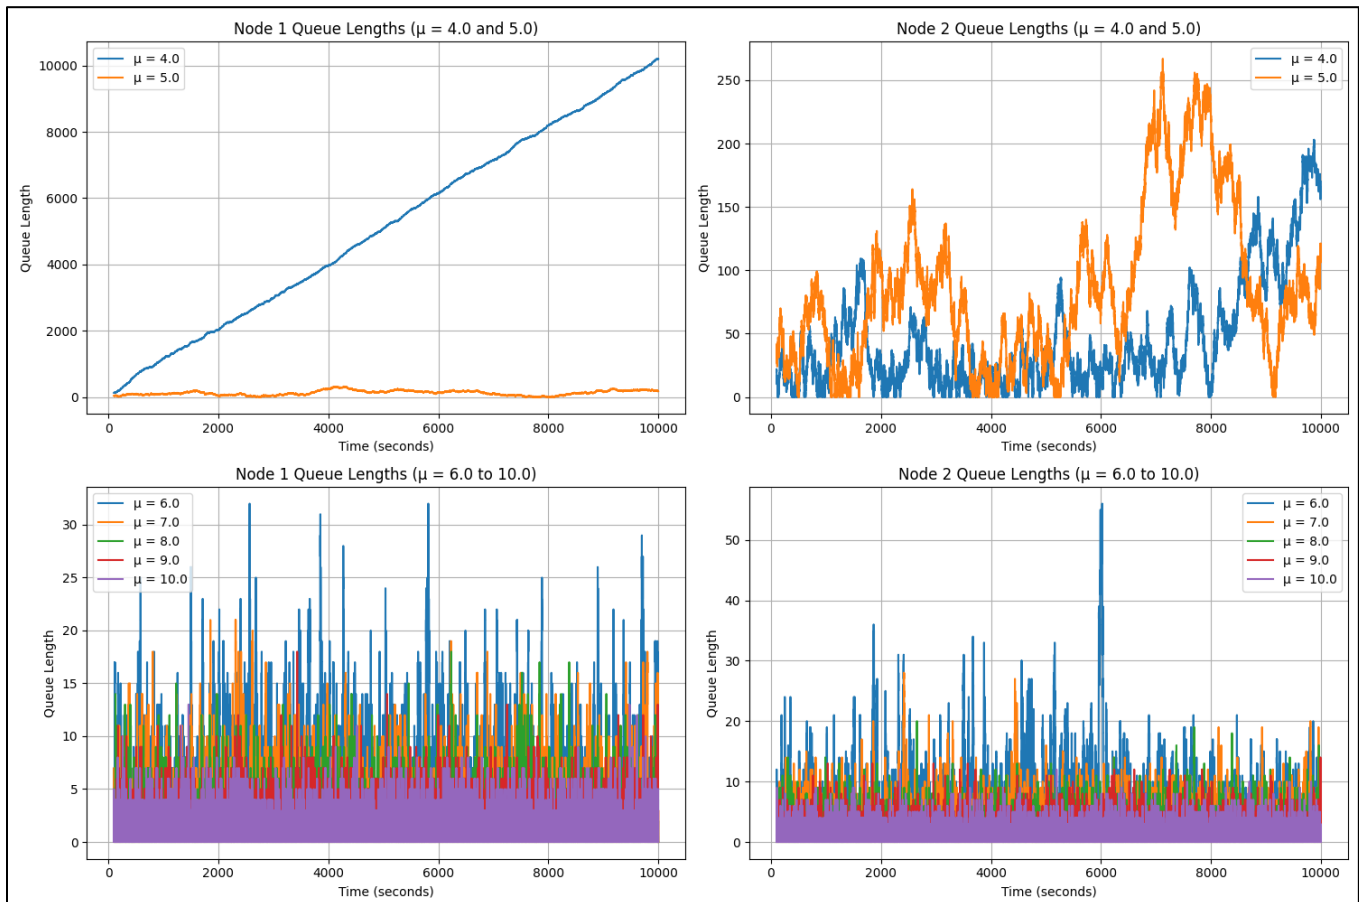 Node 1 Queue Lengths (μ = 4.0 and 5.0)
μ = 4.0
μ = 5.0
10000
8000
6000
4000
2000
0
Queue Length
0 2000 4000 6000 8000 10000
Time (seconds)
Node 2 Queue Lengths (μ = 4.0 and 5.0)
μ = 4.0
μ = 5.0
250
200
150
100
50
0
Queue Length
0 2000 4000 6000 8000 10000
Time (seconds)
Node 1 Queue Lengths (μ = 6.0 to 10.0)
μ = 6.0
μ = 7.0
μ = 8.0
μ = 9.0
μ = 10.0
30
25
20
15
10
5
0
Queue Length
0 2000 4000 6000 8000 10000
Time (seconds)
Node 2 Queue Lengths (μ = 6.0 to 10.0)
μ = 6.0
μ = 7.0
μ = 8.0
μ = 9.0
μ = 10.0
50
40
30
20
10
0
Queue Length
0 2000 4000 6000 8000 10000
Time (seconds)